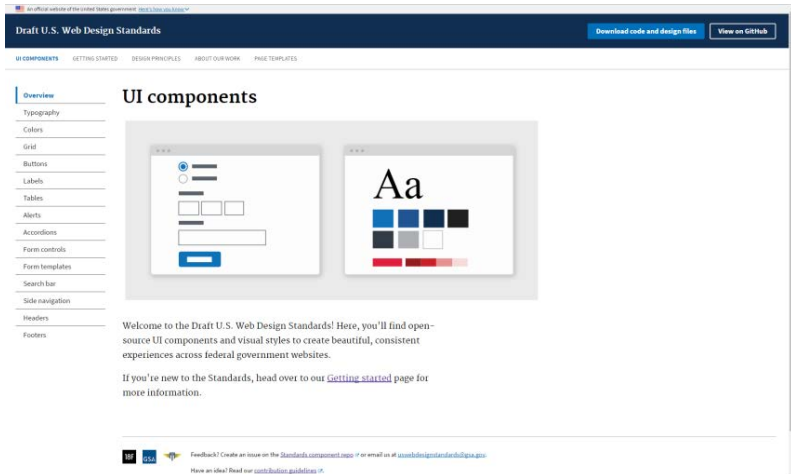 An official website of the United States government Here's how you know
Draft U.S. Web Design Standards
Download code and design files
View on GitHub
UI COMPONENTS
GETTING STARTED
DESIGN PRINCIPLES
ABOUT OUR WORK
PAGE TEMPLATES
Overview
Typography
Colors
Grid
Buttons
Labels
Tables
Alerts
Accordions
Form controls
Form templates
Search bar
Side navigation
Headers
Footers
UI components
Aa
Welcome to the Draft U.S. Web Design Standards! Here, you'll find open-
source UI components and visual styles to create beautiful, consistent
experiences across federal government websites.
If you're new to the Standards, head over to our Getting started page for
more information.
18F
GSA
Feedback? Create an issue on the Standards component repo or email us at uswebdesignstandards@gsa.gov.
Have an idea? Read our contribution guidelines.